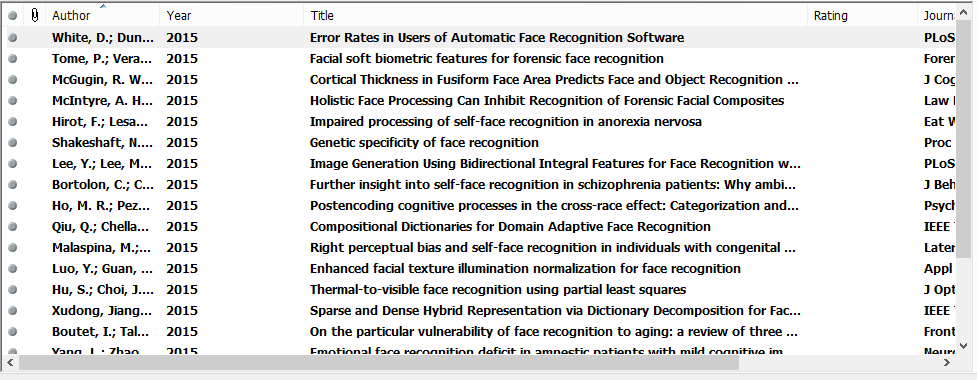 Author Year Title Rating Journa
White, D.; Dun... 2015 Error Rates in Users of Automatic Face Recognition Software PLoS
Tome, P.; Vera... 2015 Facial soft biometric features for forensic face recognition Foren
McGugin, R. W... 2015 Cortical Thickness in Fusiform Face Area Predicts Face and Object Recognition ... J Cog
McIntyre, A. H... 2015 Holistic Face Processing Can Inhibit Recognition of Forensic Facial Composites Law
Hirot, F.; Lesa... 2015 Impaired processing of self-face recognition in anorexia nervosa Eat W
Shakeshaft, N.... 2015 Genetic specificity of face recognition Proc
Lee, Y.; Lee, M... 2015 Image Generation Using Bidirectional Integral Features for Face Recognition w... PLoS
Bortolon, C.; C... 2015 Further insight into self-face recognition in schizophrenia patients: Why ambi... J Beh
Ho, M. R.; Pez... 2015 Postencoding cognitive processes in the cross-race effect: Categorization and... Psych
Qiu, Q.; Chella... 2015 Compositional Dictionaries for Domain Adaptive Face Recognition IEEE
Malaspina, M.;... 2015 Right perceptual bias and self-face recognition in individuals with congenital ... Later
Luo, Y.; Guan, ... 2015 Enhanced facial texture illumination normalization for face recognition Appl
Hu, S.; Choi, J.... 2015 Thermal-to-visible face recognition using partial least squares J Opt
Xudong, Jiang... 2015 Sparse and Dense Hybrid Representation via Dictionary Decomposition for Fac... IEEE
Boutet, I.; Tal... 2015 On the particular vulnerability of face recognition to aging: a review of three ... Front
Yang, L.; Zhao... 2015 Emotional face recognition deficit in amnestic patients with mild cognitive im... Neuro